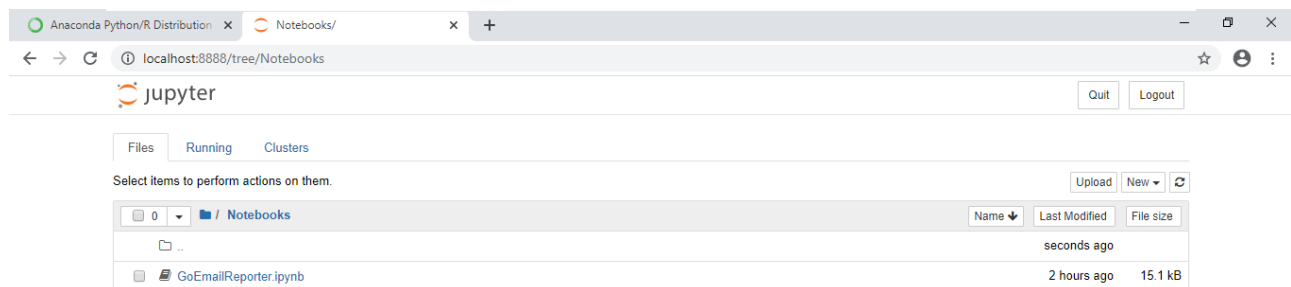 Anaconda Python/R Distribution Notebooks/
localhost:8888/tree/Notebooks
jupyter Quit Logout
Files Running Clusters
Select items to perform actions on them. Upload New
0 / Notebooks Name Last Modified File size
.. seconds ago
GoEmailReporter.ipynb 2 hours ago 15.1 kB